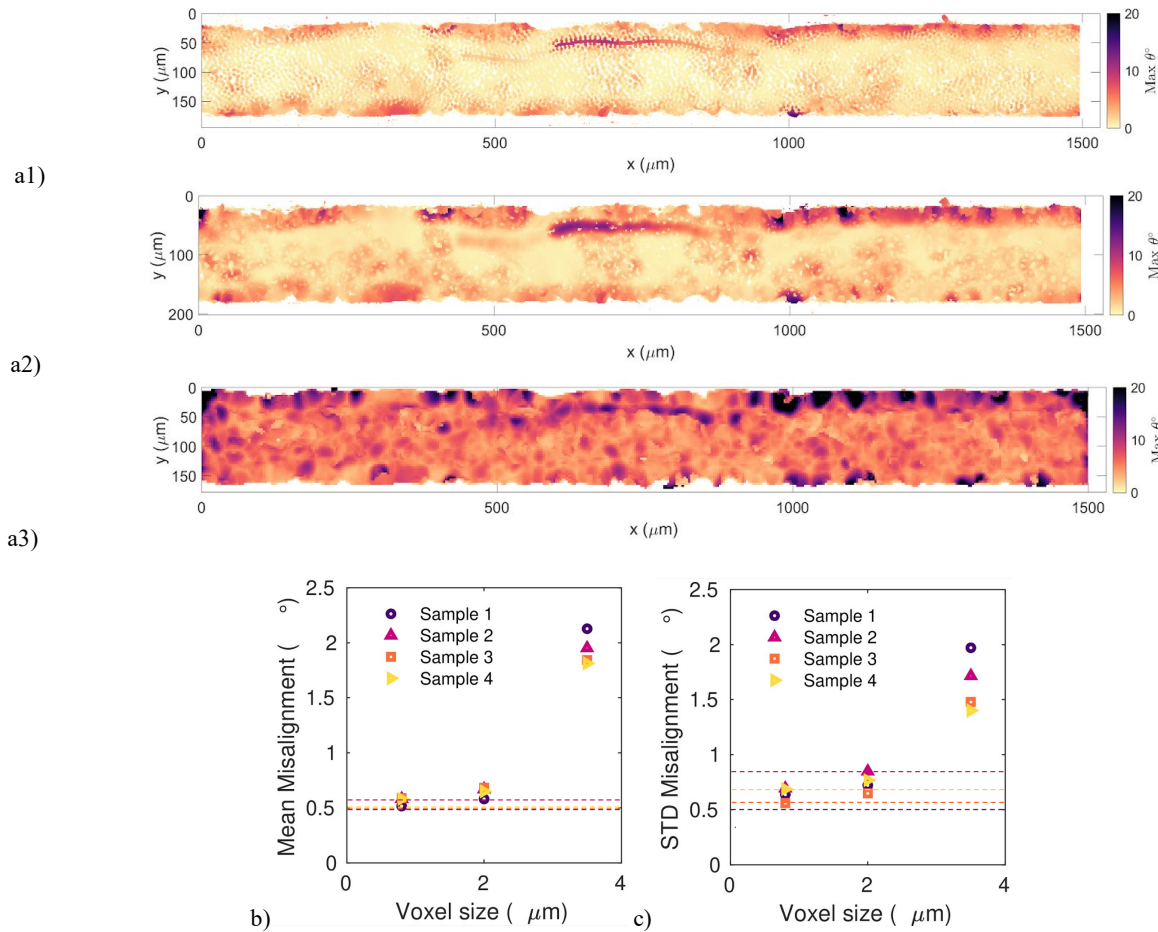 0
50
100
150
y (μm)
0
500
1000
1500
x (μm)
20
10
0
Max θ°
a1)
0
50
100
150
200
y (μm)
0
500
1000
1500
x (μm)
20
10
0
Max θ°
a2)
0
50
100
150
y (μm)
0
500
1000
1500
x (μm)
20
10
0
Max θ°
a3)
2.5
2
1.5
1
0.5
0
Mean Misalignment ( °)
Sample 1
Sample 2
Sample 3
Sample 4
0
2
4
Voxel size ( μm)
b)
2.5
2
1.5
1
0.5
0
STD Misalignment ( °)
Sample 1
Sample 2
Sample 3
Sample 4
0
2
4
Voxel size ( μm)
c)